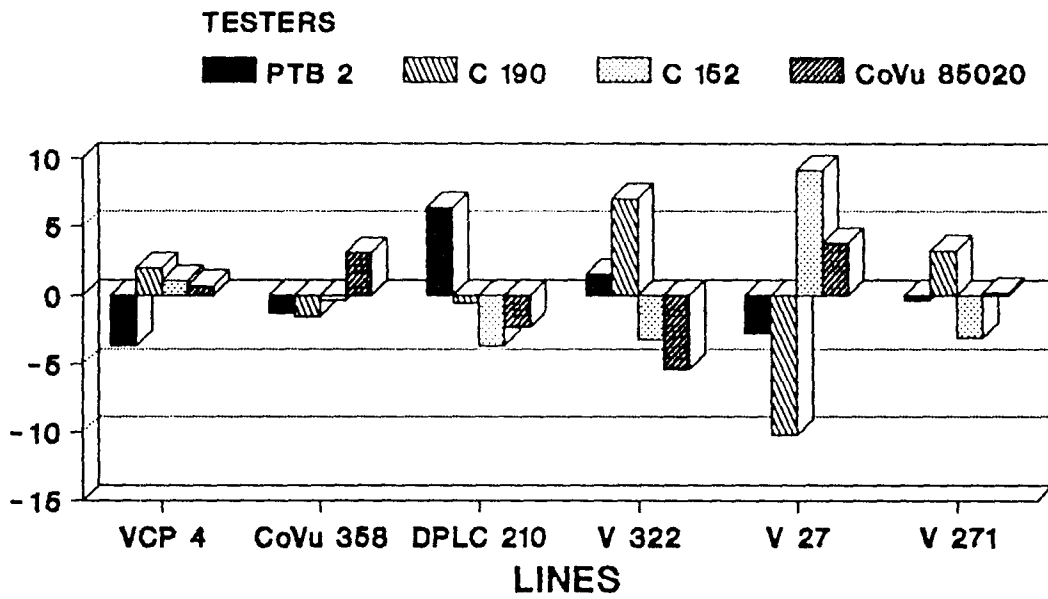 TESTERS
PTB 2 C 190 C 152 CoVu 85020
10
5
0
-5
-10
-15
VCP 4 CoVu 358 DPLC 210 V 322 V 27 V 271
LINES